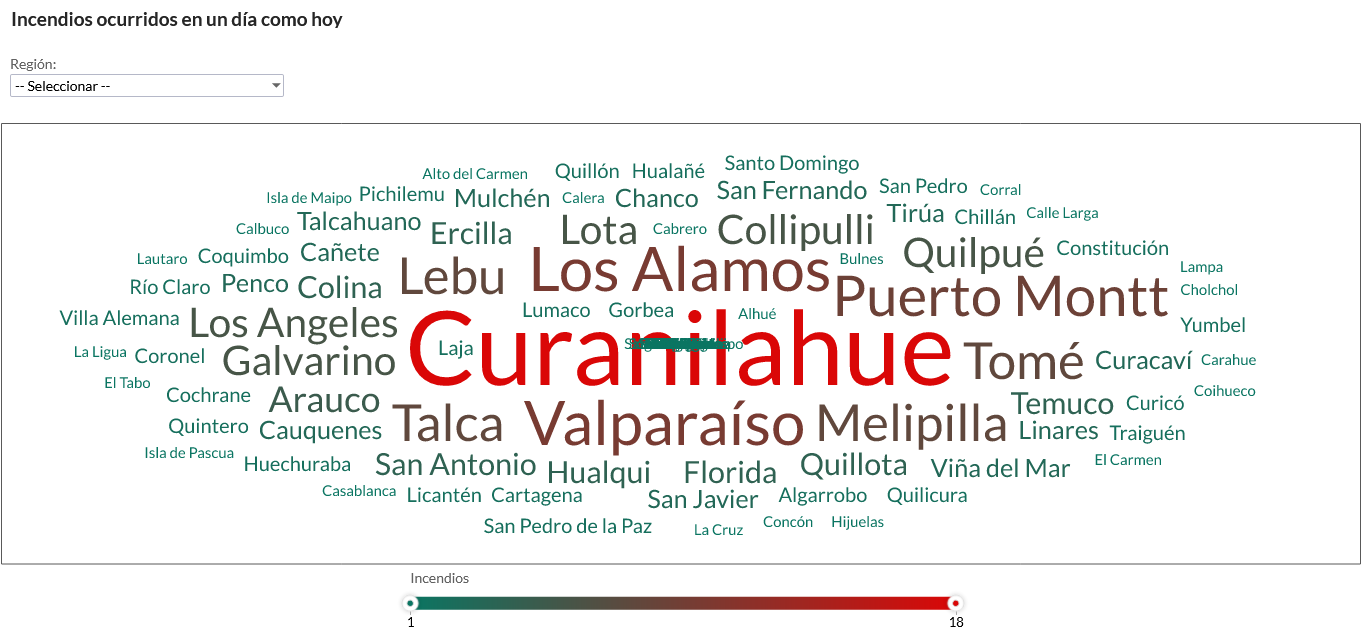 Incendios ocurridos en un día como hoy
Región:
-- Seleccionar --
Santo Domingo
Alto del Carmen Quillón Hualañé
Isla de Maipo Pichilemu Mulchén Calera Chanco San Fernando San Pedro Corral
Calbuco Talcahuano Ercilla Lota Cabrero Collipulli Tirúa Chillán Calle Larga
Lautaro Coquimbo Cañete Quilpué Constitución
Río Claro Penco Colina Lebu Los Alamos Bulnes Lampa
Puerto Montt Cholchol
Villa Alemana Los Angeles Lumaco Gorbea Alhué Yumbel
La Ligua Coronel Galvarino Laja Curanilahue Tomé Curacaví Carahue
El Tabo Cochrane Arauco Temuco Curicó Coihueco
Quintero Cauquenes Talca Valparaíso Melipilla Linares Traiguén
Isla de Pascua Huechuraba San Antonio Hualqui Florida Quillota Viña del Mar El Carmen
Casablanca Licantén Cartagena San Javier Algarrobo Quilicura
San Pedro de la Paz La Cruz Concón Hijuelas
Incendios
1 18